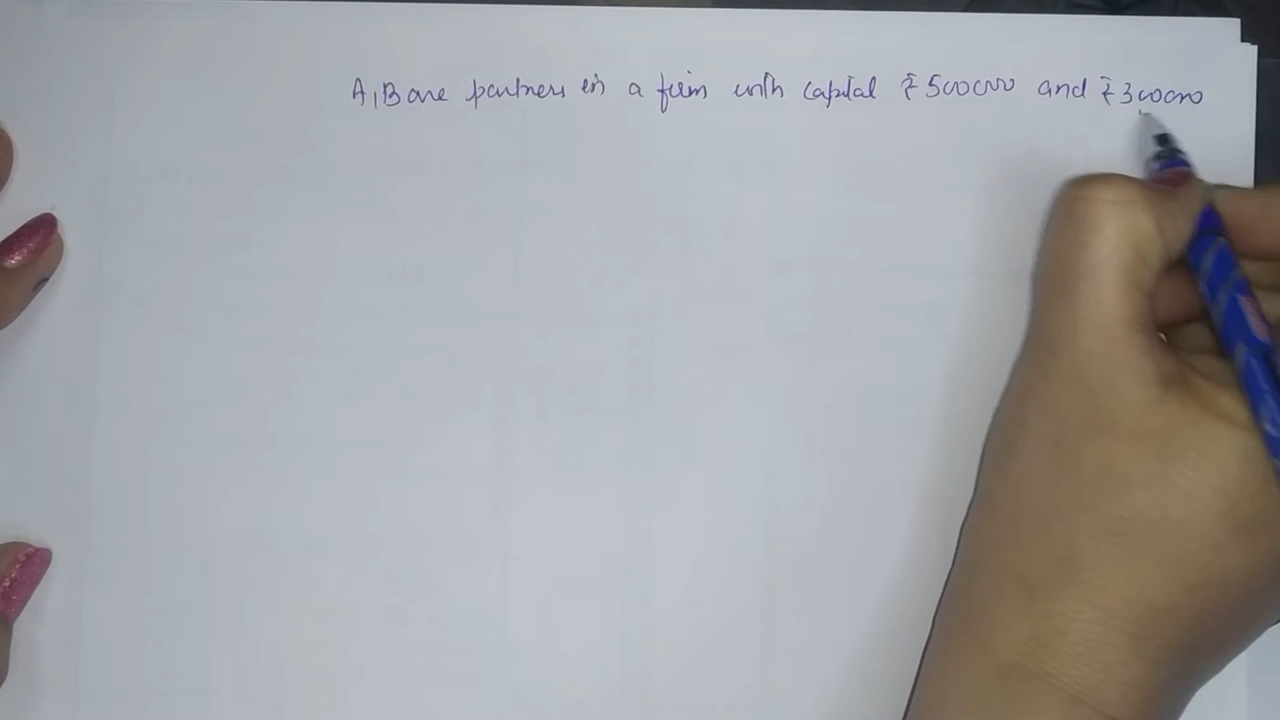 A, B are partners in a firm with capital ₹500000 and ₹300000